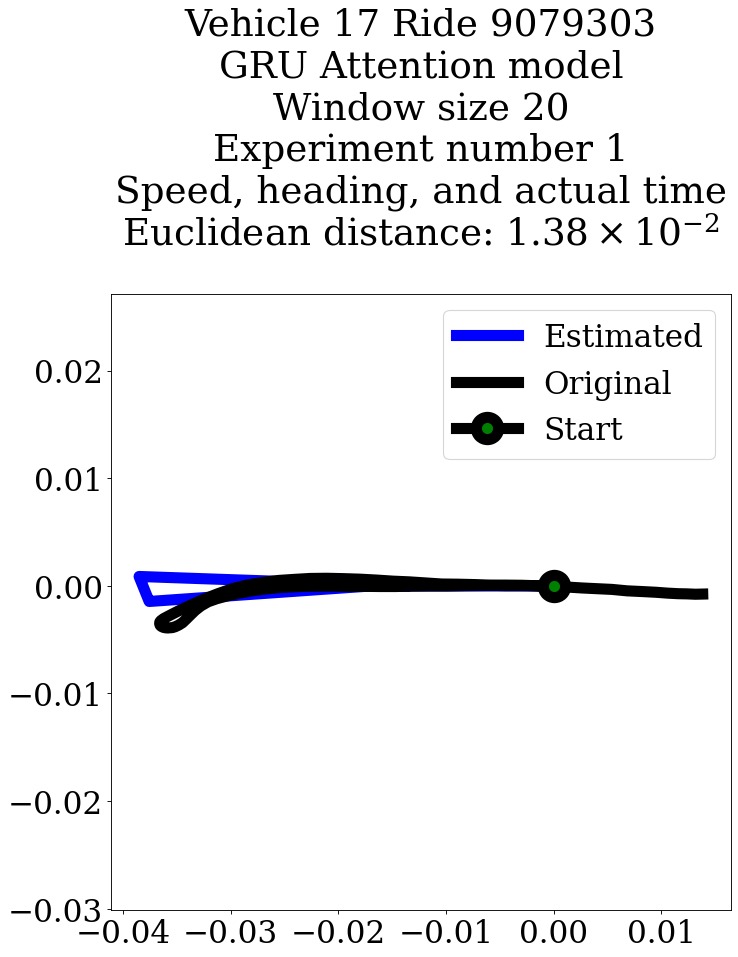 Vehicle 17 Ride 9079303
GRU Attention model
Window size 20
Experiment number 1
Speed, heading, and actual time
Euclidean distance: 1.38 × 10⁻²
Estimated
Original
Start
0.02
0.01
0.00
−0.01
−0.02
−0.03
−0.04 −0.03 −0.02 −0.01 0.00 0.01